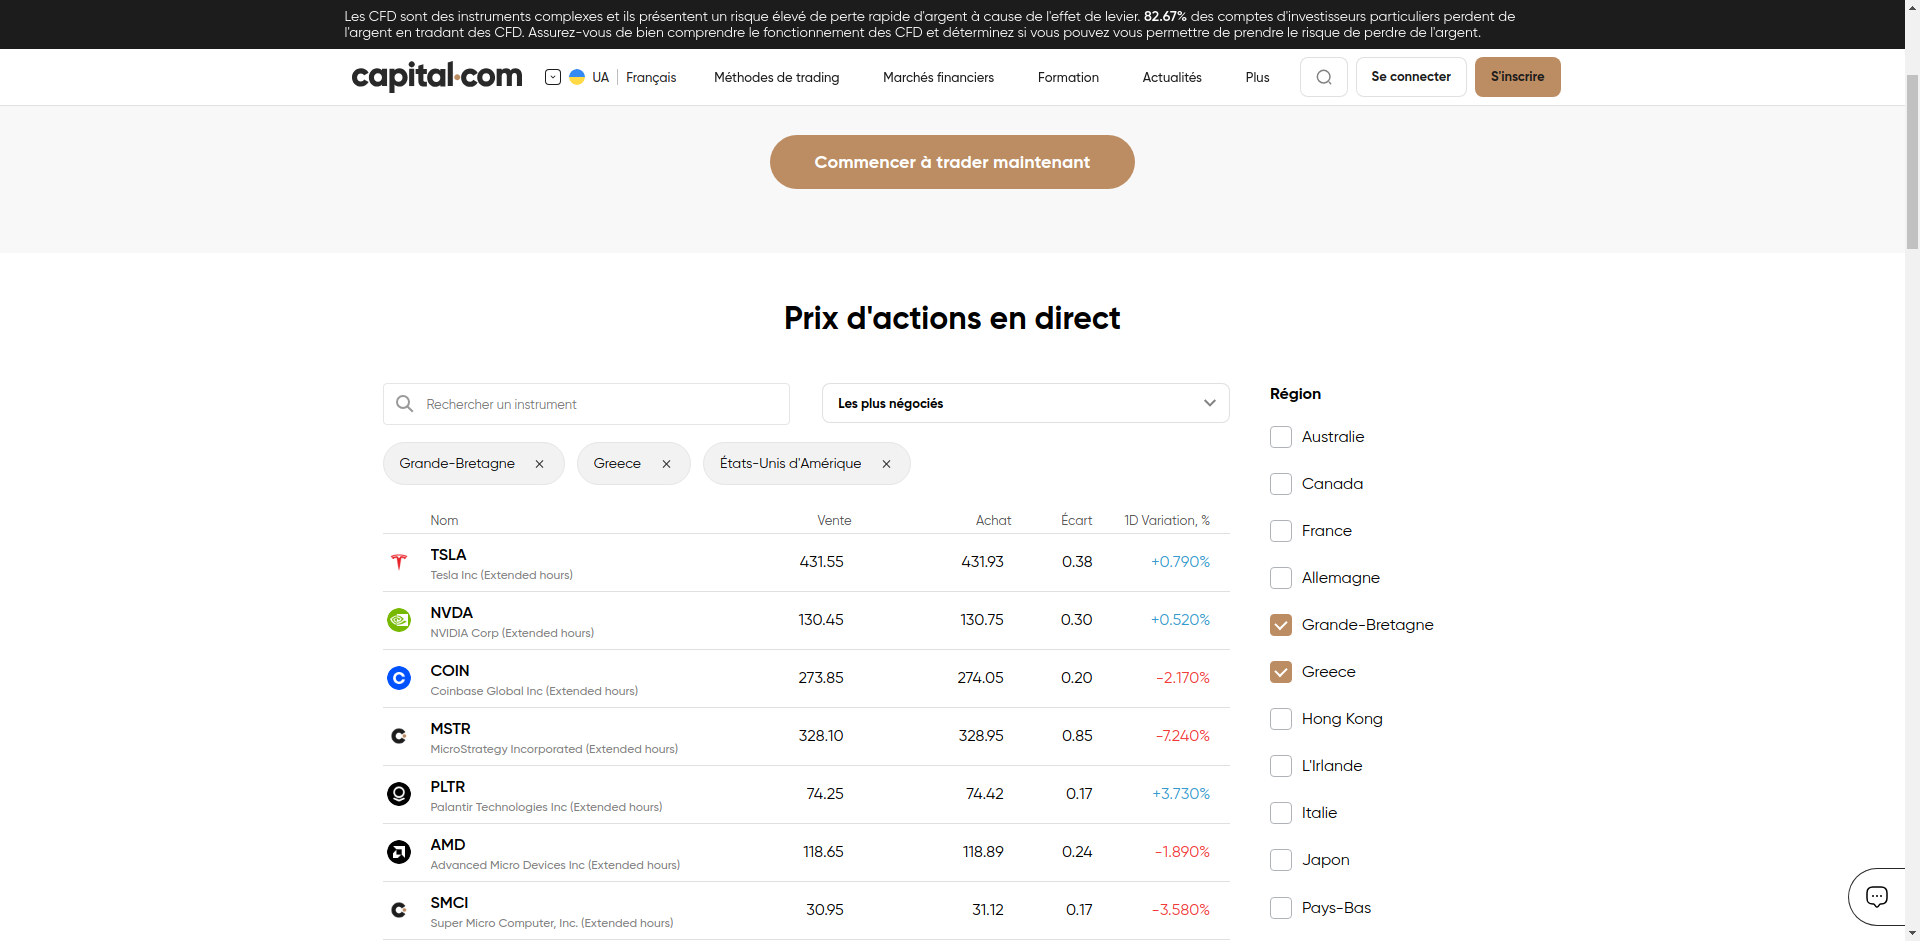 Les CFD sont des instruments complexes et ils présentent un risque élevé de perte rapide d'argent à cause de l'effet de levier. 82.67% des comptes d'investisseurs particuliers perdent de
l'argent en tradant des CFD. Assurez-vous de bien comprendre le fonctionnement des CFD et déterminez si vous pouvez vous permettre de prendre le risque de perdre de l'argent.
capital.com UA Français Méthodes de trading Marchés financiers Formation Actualités Plus Se connecter S'inscrire
Commencer à trader maintenant
Prix d'actions en direct
Rechercher un instrument
Les plus négociés
Grande-Bretagne Greece États-Unis d'Amérique
Nom Vente Achat Écart 1D Variation, %
TSLA
Tesla Inc (Extended hours)
431.55 431.93 0.38 +0.790%
NVDA
NVIDIA Corp (Extended hours)
130.45 130.75 0.30 +0.520%
COIN
Coinbase Global Inc (Extended hours)
273.85 274.05 0.20 -2.170%
MSTR
MicroStrategy Incorporated (Extended hours)
328.10 328.95 0.85 -7.240%
PLTR
Palantir Technologies Inc (Extended hours)
74.25 74.42 0.17 +3.730%
AMD
Advanced Micro Devices Inc (Extended hours)
118.65 118.89 0.24 -1.890%
SMCI
Super Micro Computer, Inc. (Extended hours)
30.95 31.12 0.17 -3.580%
Région
Australie
Canada
France
Allemagne
Grande-Bretagne
Greece
Hong Kong
L'Irlande
Italie
Japon
Pays-Bas